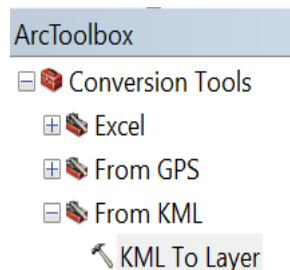 ArcToolbox
Conversion Tools
Excel
From GPS
From KML
KML To Layer